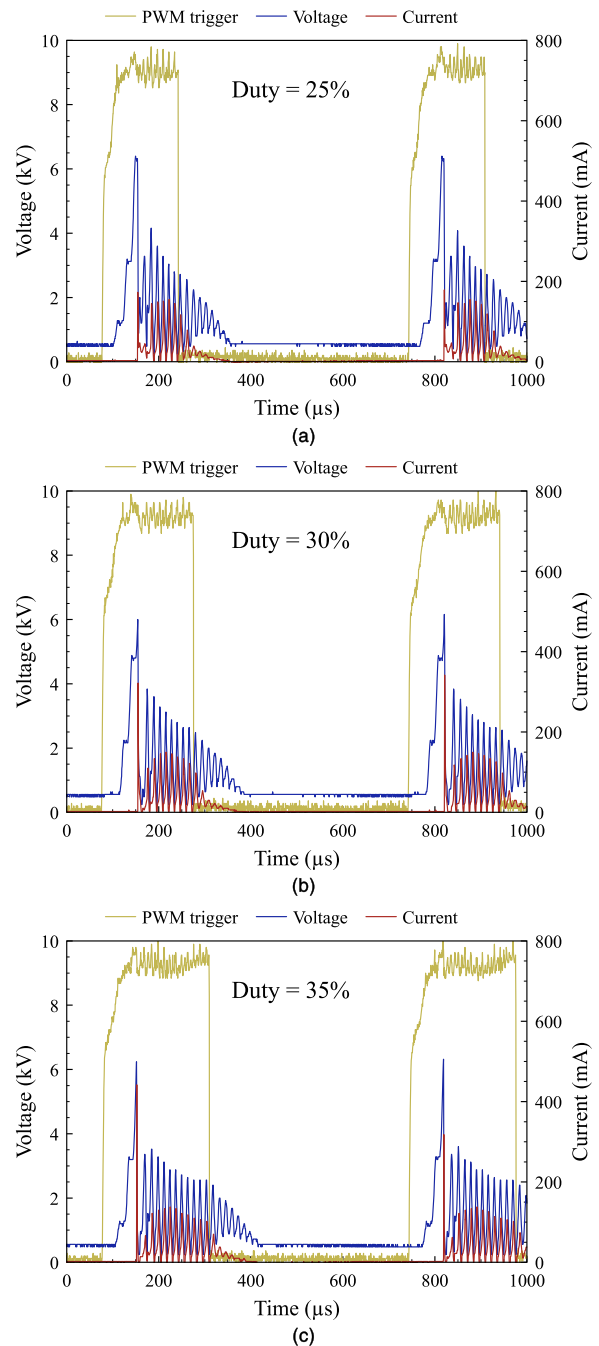 PWM trigger Voltage Current
10 800
8 Duty = 25% 600
6
Voltage (kV) 400 Current (mA)
4
2 200
0 0
0 200 400 600 800 1000
Time (µs)
(a)
PWM trigger Voltage Current
10 800
8 Duty = 30% 600
6
Voltage (kV) 400 Current (mA)
4
2 200
0 0
0 200 400 600 800 1000
Time (µs)
(b)
PWM trigger Voltage Current
10 800
8 Duty = 35% 600
6
Voltage (kV) 400 Current (mA)
4
2 200
0 0
0 200 400 600 800 1000
Time (µs)
(c)